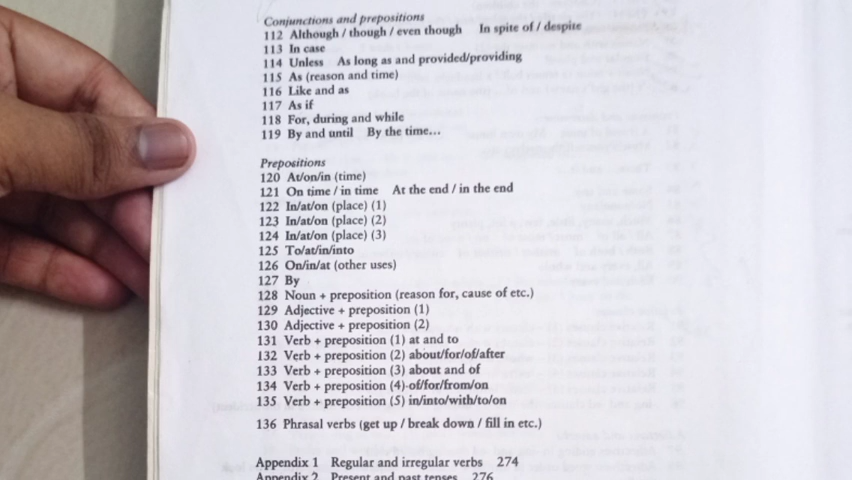 Conjunctions and prepositions
112 Although / though / even though In spite of / despite
113 In case
114 Unless As long as and provided/providing
115 As (reason and time)
116 Like and as
117 As if
118 For, during and while
119 By and until By the time...
Prepositions
120 At/on/in (time)
121 On time / in time At the end / in the end
122 In/at/on (place) (1)
123 In/at/on (place) (2)
124 In/at/on (place) (3)
125 To/at/in/into
126 On/in/at (other uses)
127 By
128 Noun + preposition (reason for, cause of etc.)
129 Adjective + preposition (1)
130 Adjective + preposition (2)
131 Verb + preposition (1) at and to
132 Verb + preposition (2) about/for/of/after
133 Verb + preposition (3) about and of
134 Verb + preposition (4)-of/for/from/on
135 Verb + preposition (5) in/into/with/to/on
136 Phrasal verbs (get up / break down / fill in etc.)
Appendix 1 Regular and irregular verbs 274
Appendix 2 Present and past tenses 276